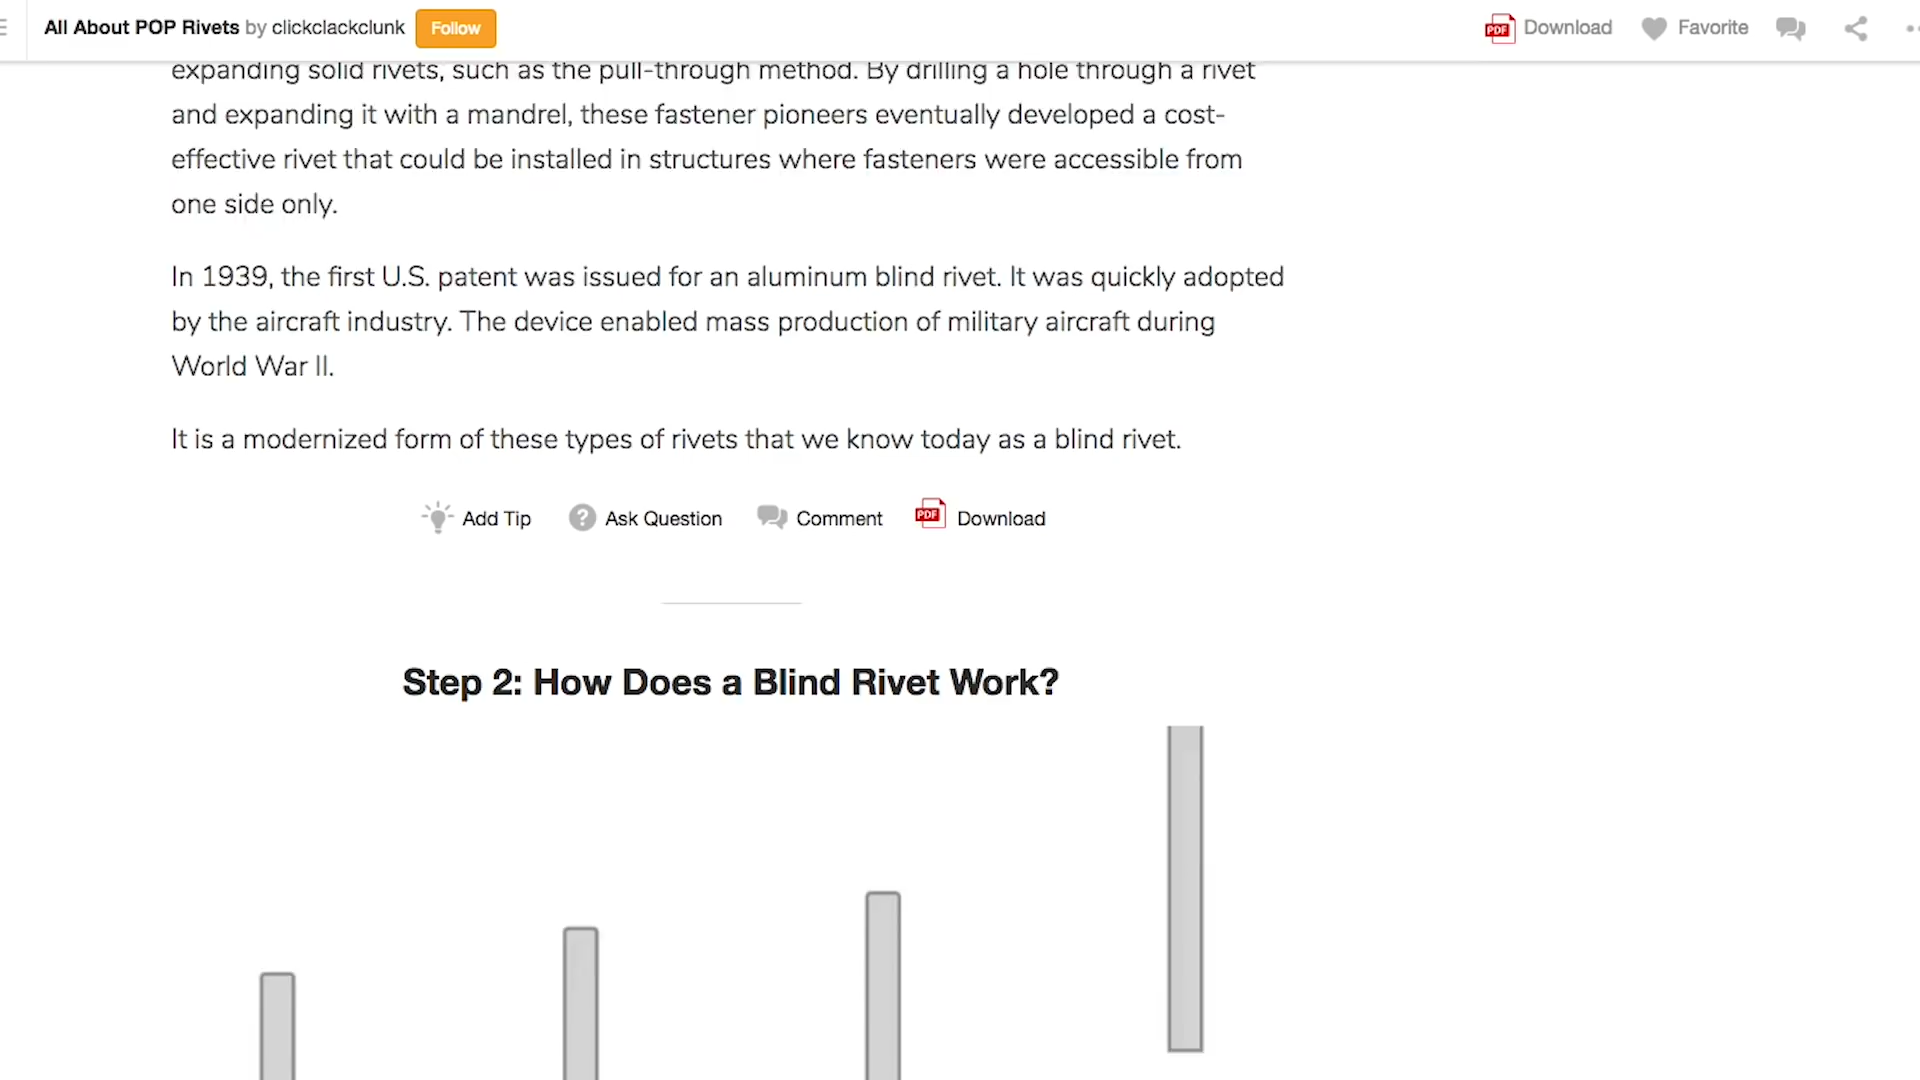 All About POP Rivets by clickclackclunk Follow PDF Download Favorite
expanding solid rivets, such as the pull-through method. By drilling a hole through a rivet
and expanding it with a mandrel, these fastener pioneers eventually developed a cost-
effective rivet that could be installed in structures where fasteners were accessible from
one side only.
In 1939, the first U.S. patent was issued for an aluminum blind rivet. It was quickly adopted
by the aircraft industry. The device enabled mass production of military aircraft during
World War II.
It is a modernized form of these types of rivets that we know today as a blind rivet.
Add Tip ? Ask Question Comment PDF Download
Step 2: How Does a Blind Rivet Work?